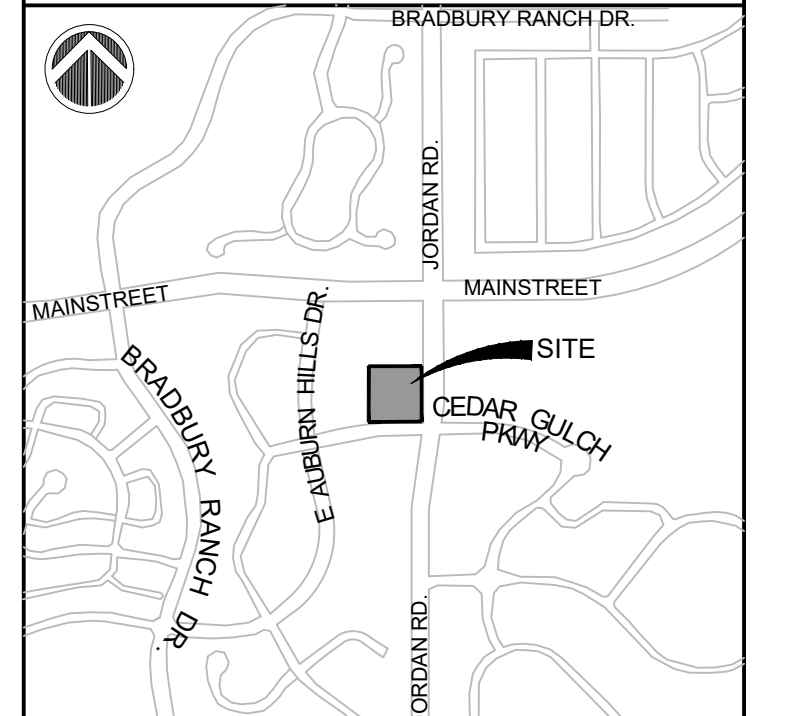 BRADBURY RANCH DR.
JORDAN RD.
MAINSTREET
MAINSTREET
E AUBURN HILLS DR.
SITE
BRADBURY RANCH DR.
CEDAR GULCH
PKWY
ORDAN RD.